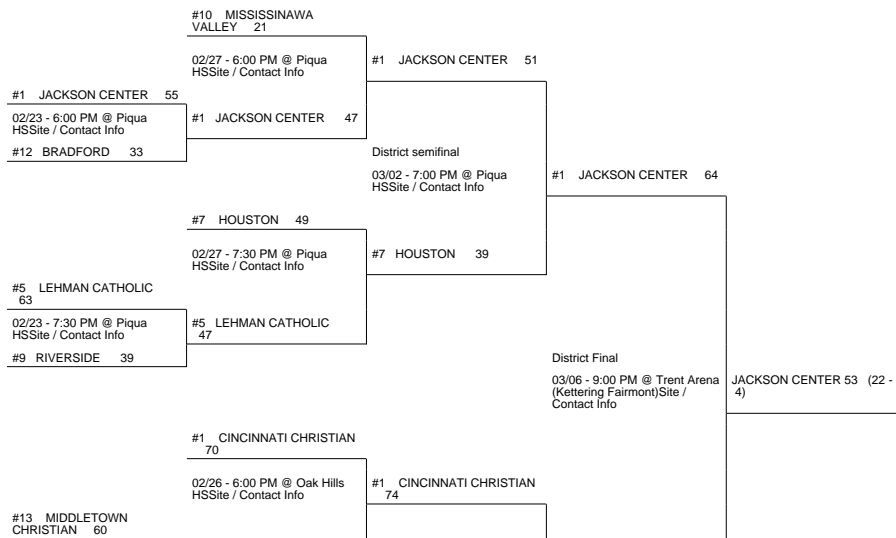 #10 MISSISSINAWA
VALLEY 21
02/27 - 6:00 PM @ Piqua
HSSite / Contact Info
#1 JACKSON CENTER 51
#1 JACKSON CENTER 55
02/23 - 6:00 PM @ Piqua
HSSite / Contact Info
#1 JACKSON CENTER 47
#12 BRADFORD 33
District semifinal
03/02 - 7:00 PM @ Piqua
HSSite / Contact Info
#1 JACKSON CENTER 64
#7 HOUSTON 49
02/27 - 7:30 PM @ Piqua
HSSite / Contact Info
#7 HOUSTON 39
#5 LEHMAN CATHOLIC
63
02/23 - 7:30 PM @ Piqua
HSSite / Contact Info
#5 LEHMAN CATHOLIC
47
#9 RIVERSIDE 39
District Final
03/06 - 9:00 PM @ Trent Arena
(Kettering Fairmont)Site /
Contact Info
JACKSON CENTER 53 (22 -
4)
#1 CINCINNATI CHRISTIAN
70
02/26 - 6:00 PM @ Oak Hills
HSSite / Contact Info
#1 CINCINNATI CHRISTIAN
74
#13 MIDDLETOWN
CHRISTIAN 60